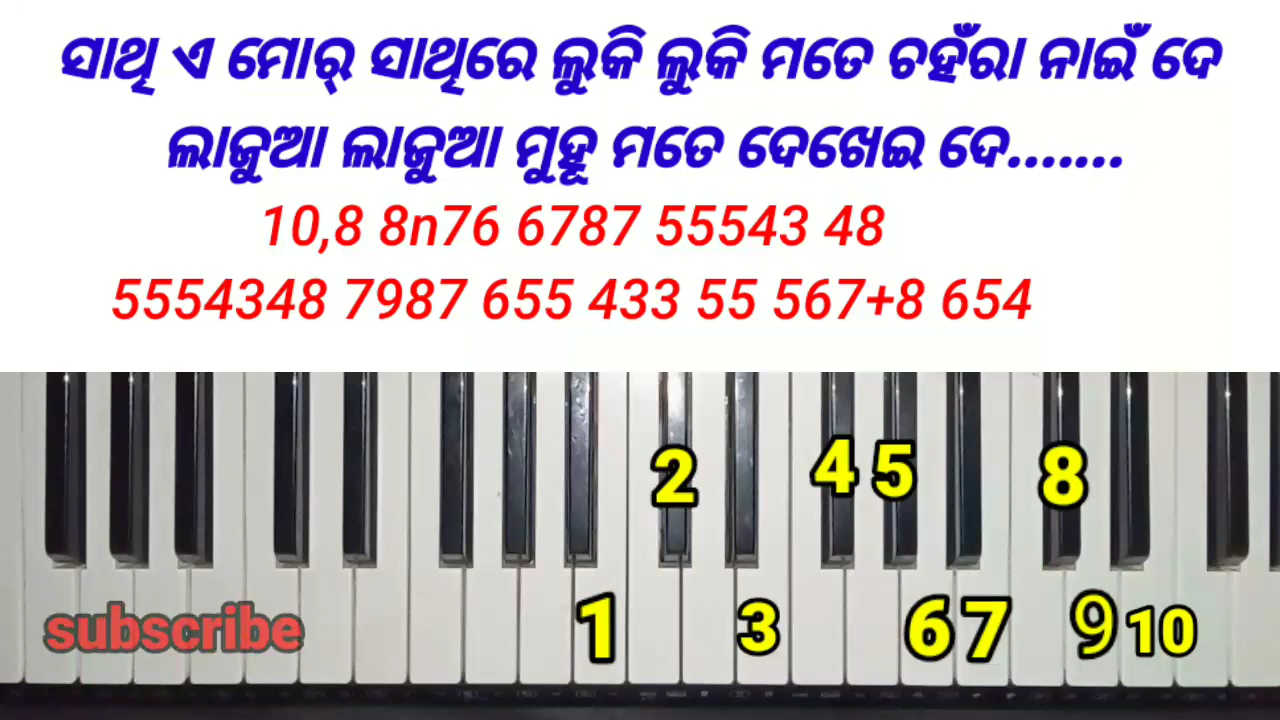 ସାଥି ଏ ମୋର୍ ସାଥିରେ ଲୁକି ଲୁକି ମତେ ଚହଁରା ନାଇଁ ଦେ
ଲାଜୁଆ ଲାଜୁଆ ମୁହୂ ମତେ ଦେଖେଇ ଦେ.......
10,8 8n76 6787 55543 48
5554348 7987 655 433 55 567+8 654
2 4 5 8
subscribe 1 3 6 7 9 10